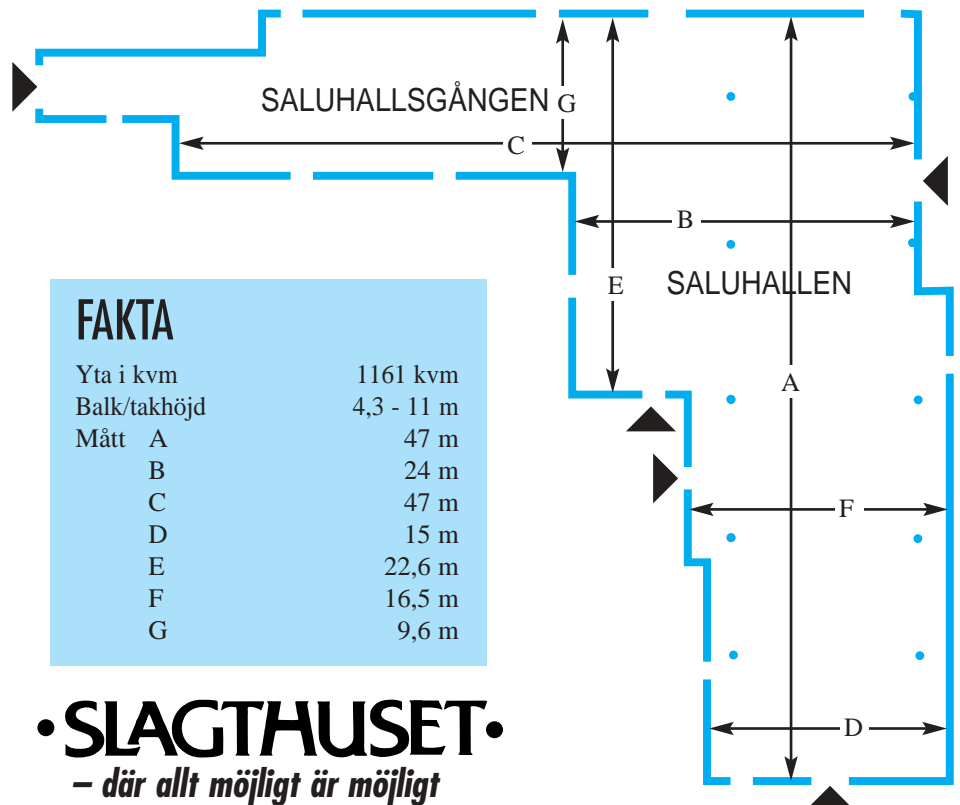 SALUHALLSGÅNGEN
G
C
B
E
SALUHALLEN
A
F
D
FAKTA
Yta i kvm 1161 kvm
Balk/takhöjd 4,3 - 11 m
Mått A 47 m
B 24 m
C 47 m
D 15 m
E 22,6 m
F 16,5 m
G 9,6 m
•SLAGTHUSET•
– där allt möjligt är möjligt